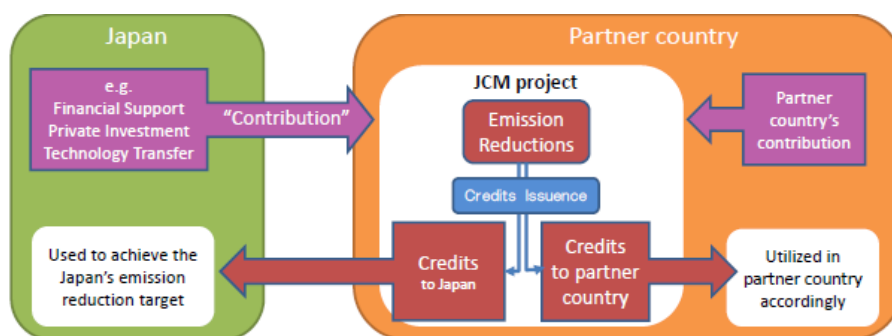 Japan
Partner country
e.g.
Financial Support
Private Investment
Technology Transfer
"Contribution"
JCM project
Emission
Reductions
Partner
country's
contribution
Credits Issuence
Used to achieve the
Japan's emission
reduction target
Credits
to Japan
Credits
to partner
country
Utilized in
partner country
accordingly